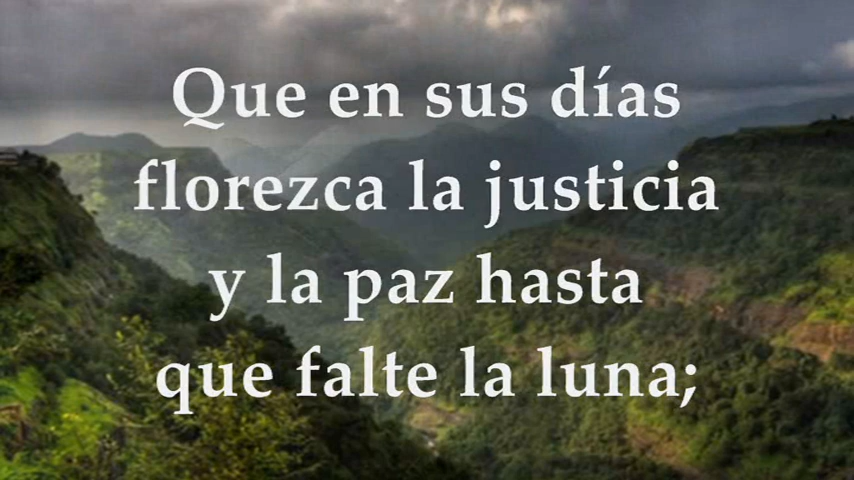 Que en sus días
florezca la justicia
y la paz hasta
que falte la luna;